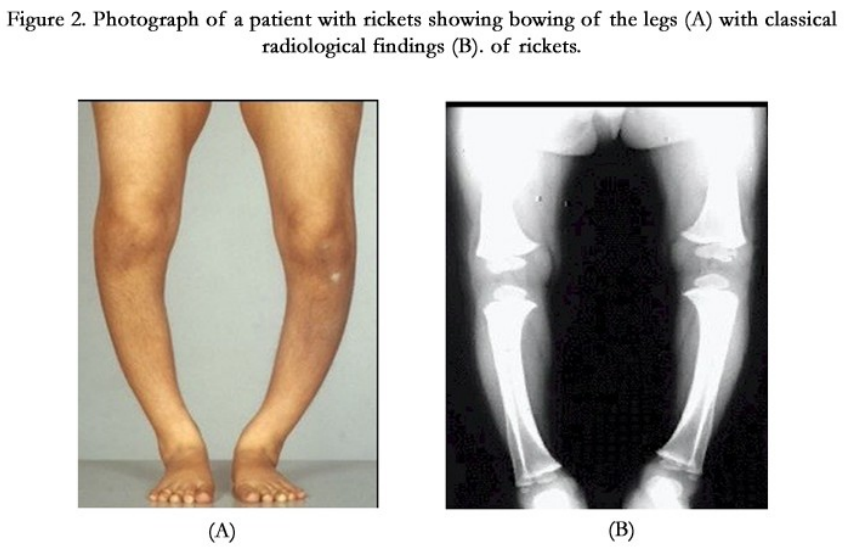 Figure 2. Photograph of a patient with rickets showing bowing of the legs (A) with classical
radiological findings (B). of rickets.
(A)
(B)